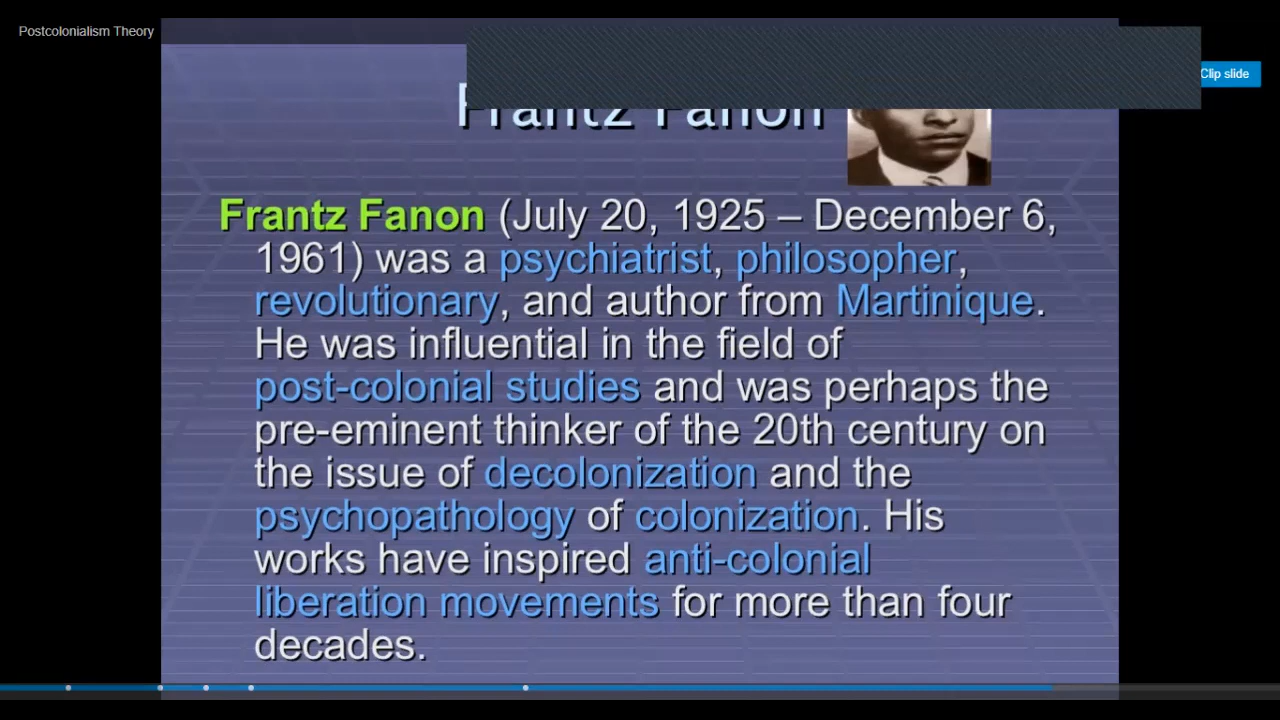 Postcolonialism Theory
Clip slide
Frantz Fanon
Frantz Fanon (July 20, 1925 – December 6,
1961) was a psychiatrist, philosopher,
revolutionary, and author from Martinique.
He was influential in the field of
post-colonial studies and was perhaps the
pre-eminent thinker of the 20th century on
the issue of decolonization and the
psychopathology of colonization. His
works have inspired anti-colonial
liberation movements for more than four
decades.